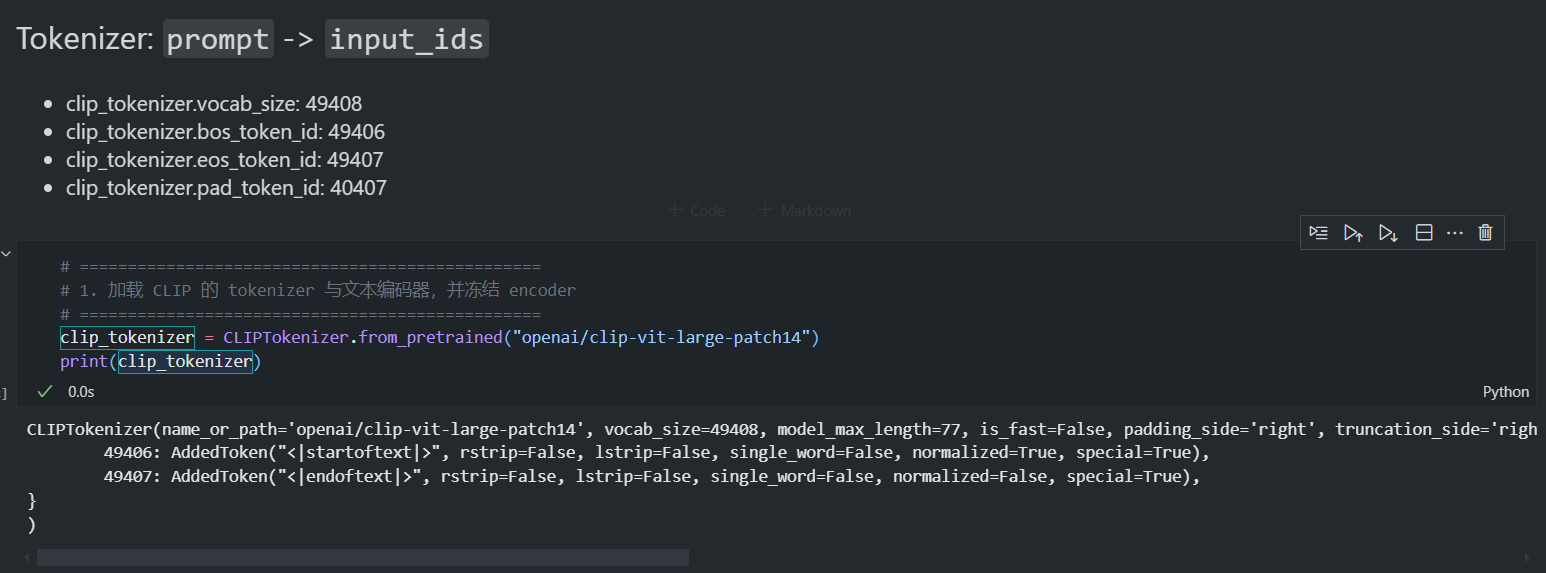 Tokenizer: prompt -> input_ids
clip_tokenizer.vocab_size: 49408
clip_tokenizer.bos_token_id: 49406
clip_tokenizer.eos_token_id: 49407
clip_tokenizer.pad_token_id: 40407
+ Code + Markdown
# ================================================
# 1. 加载 CLIP 的 tokenizer 与文本编码器，并冻结 encoder
# ================================================
clip_tokenizer = CLIPTokenizer.from_pretrained("openai/clip-vit-large-patch14")
print(clip_tokenizer)
] 0.0s Python
CLIPTokenizer(name_or_path='openai/clip-vit-large-patch14', vocab_size=49408, model_max_length=77, is_fast=False, padding_side='right', truncation_side='righ
49406: AddedToken("<|startoftext|>", rstrip=False, lstrip=False, single_word=False, normalized=True, special=True),
49407: AddedToken("<|endoftext|>", rstrip=False, lstrip=False, single_word=False, normalized=False, special=True),
}
)